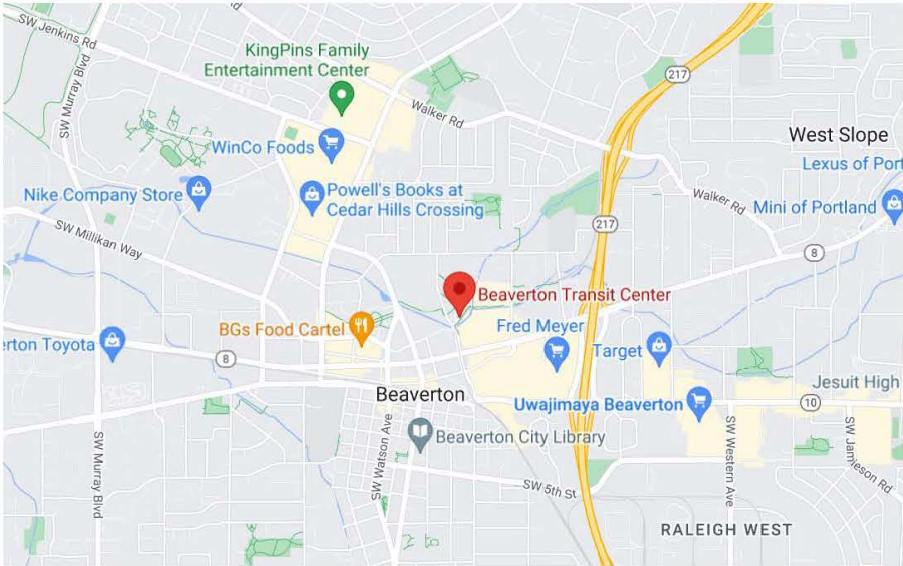 SW Jenkins Rd
SW Murray Blvd
KingPins Family
Entertainment Center
217
Walker Rd
West Slope
WinCo Foods
Lexus of Port
Nike Company Store
Powell's Books at
Cedar Hills Crossing
Walker Rd
Mini of Portland
217
SW Millikan Way
8
Beaverton Transit Center
BGs Food Cartel
Fred Meyer
erton Toyota
8
Target
Jesuit High
Beaverton
Uwajimaya Beaverton
10
SW Murray Blvd
SW Watson Ave
Beaverton City Library
SW Western Ave
SW Jamieson Rd
SW 5th St
RALEIGH WEST